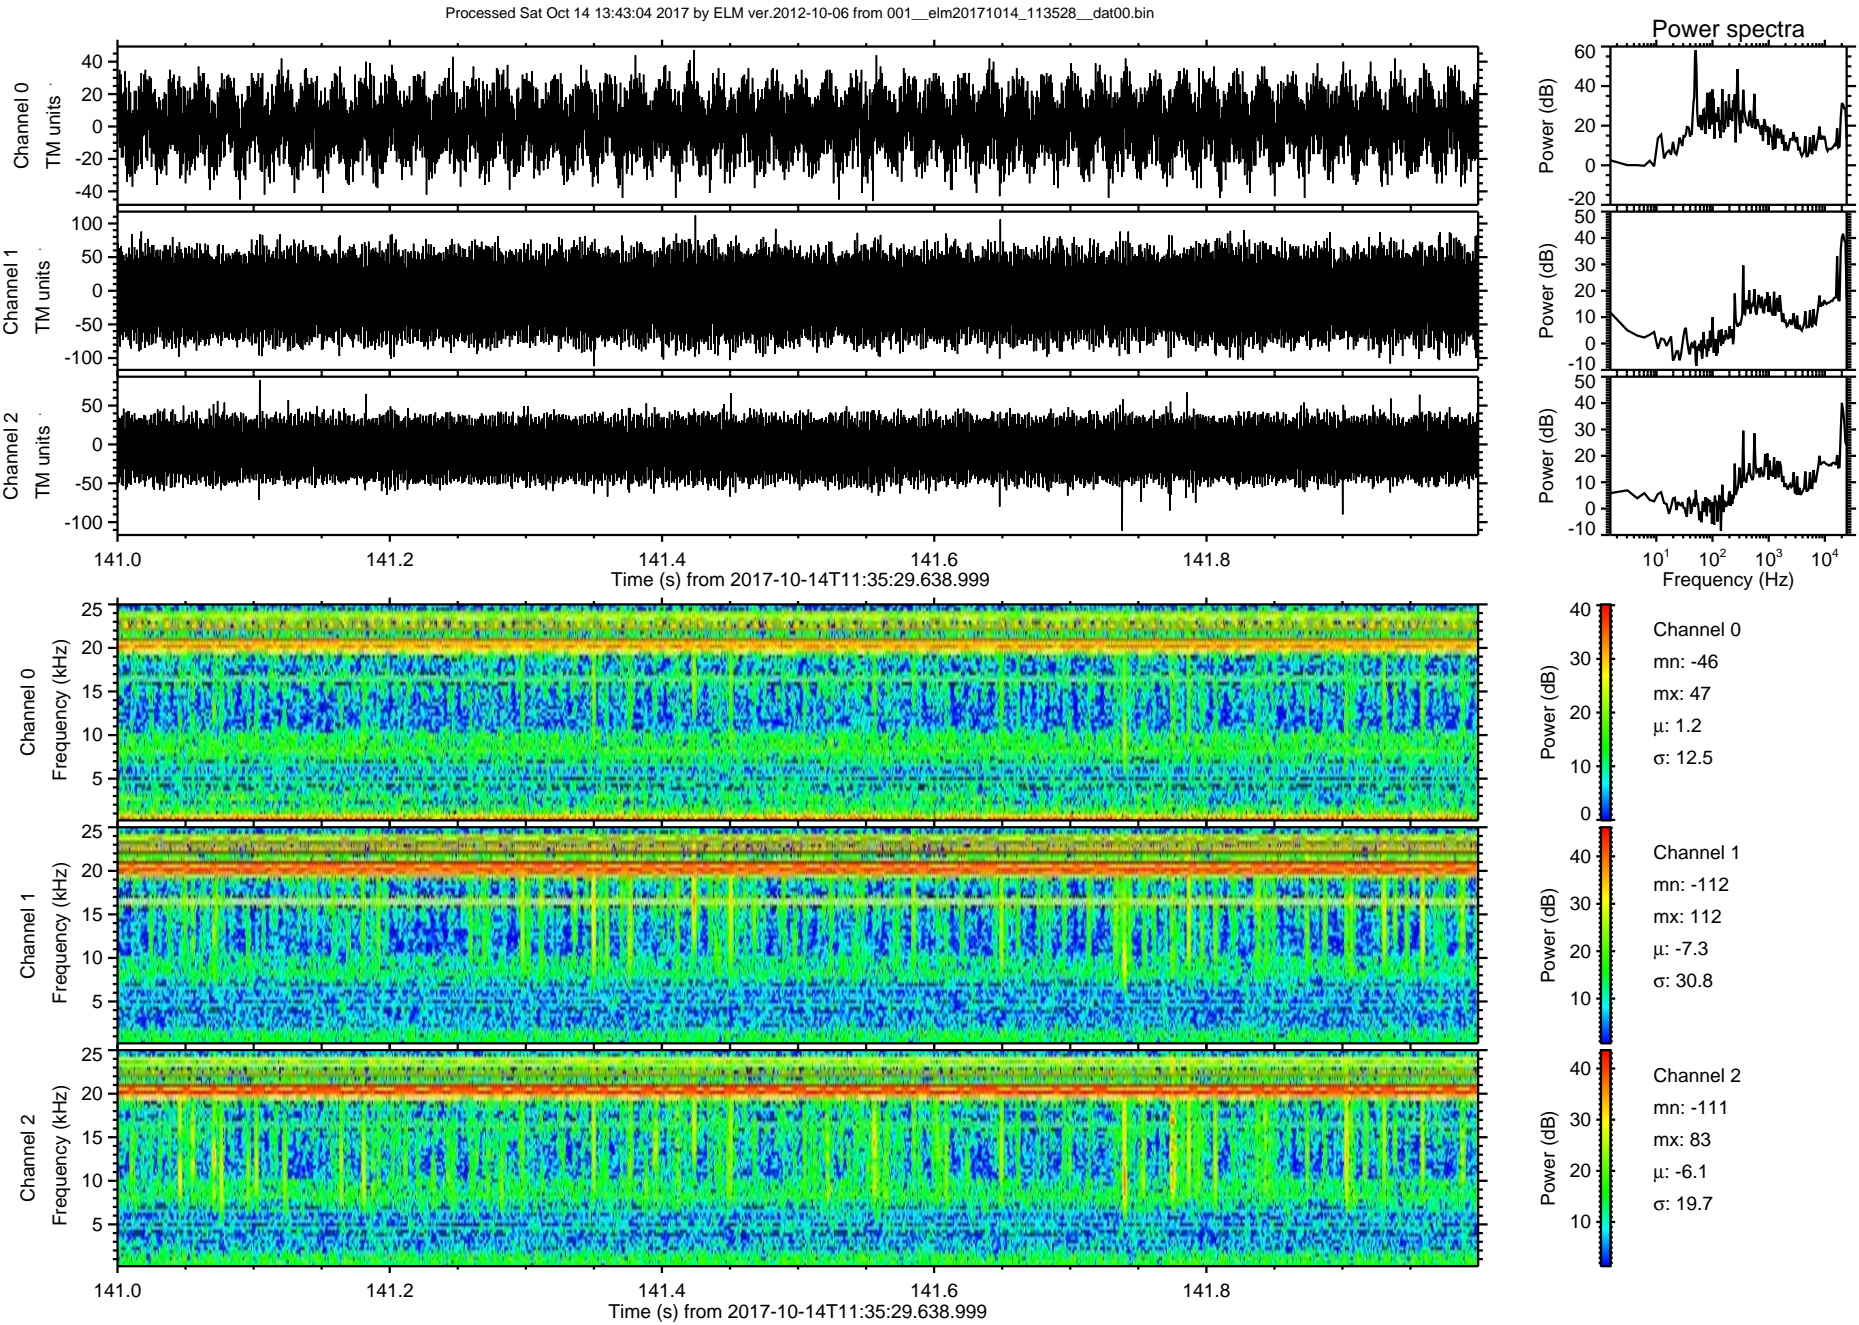 Processed Sat Oct 14 13:43:04 2017 by ELM ver.2012-10-06 from 001__elm20171014_113528__dat00.bin
Power spectra
Channel 0
TM units
40
20
0
-20
-40
Power (dB)
60
40
20
0
-20
Channel 1
TM units
100
50
0
-50
-100
Power (dB)
50
40
30
20
10
0
-10
Channel 2
TM units
50
0
-50
-100
Power (dB)
50
40
30
20
10
0
-10
141.0 141.2 141.4 141.6 141.8
Time (s) from 2017-10-14T11:35:29.638.999
10¹ 10² 10³ 10⁴
Frequency (Hz)
Channel 0
Frequency (kHz)
25
20
15
10
5
Power (dB)
40
30
20
10
0
Channel 0
mn: -46
mx: 47
μ: 1.2
σ: 12.5
Channel 1
Frequency (kHz)
25
20
15
10
5
Power (dB)
40
30
20
10
Channel 1
mn: -112
mx: 112
μ: -7.3
σ: 30.8
Channel 2
Frequency (kHz)
25
20
15
10
5
Power (dB)
40
30
20
10
Channel 2
mn: -111
mx: 83
μ: -6.1
σ: 19.7
141.0 141.2 141.4 141.6 141.8
Time (s) from 2017-10-14T11:35:29.638.999